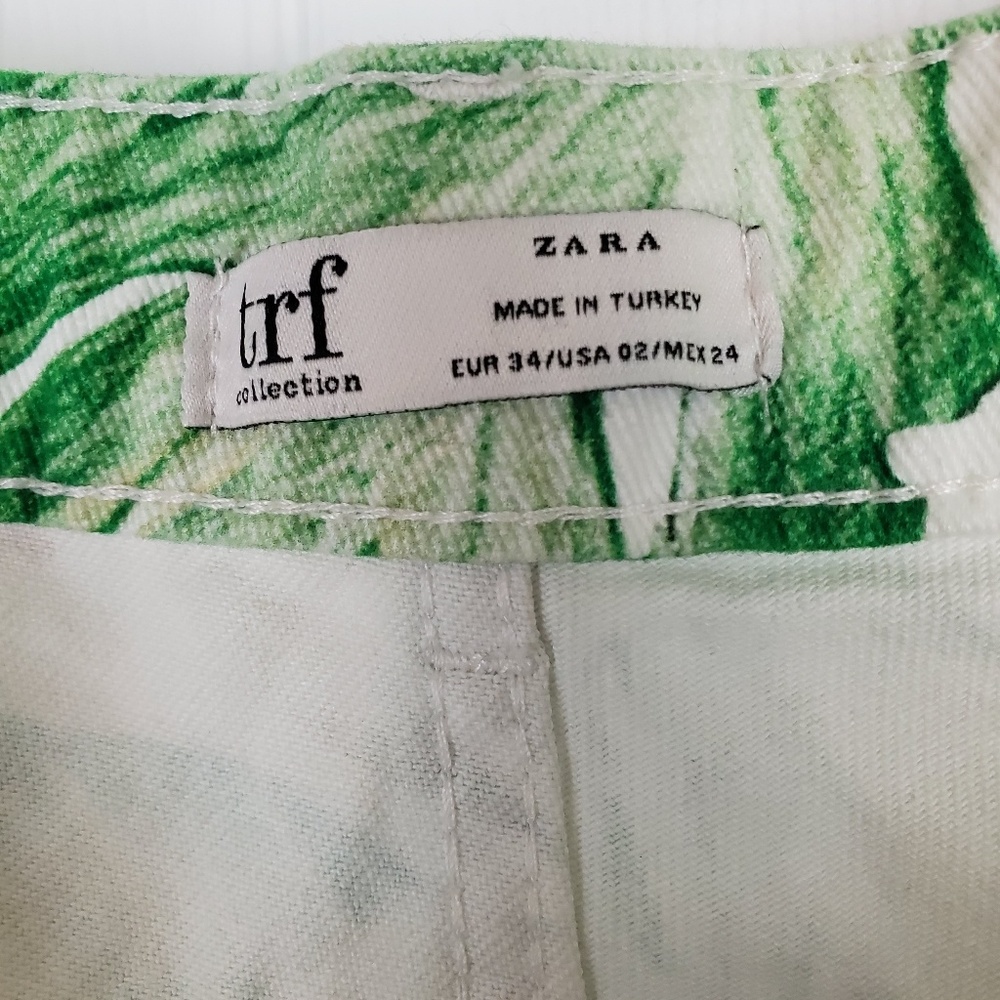 trf
collection
ZARA
MADE IN TURKEY
EUR 34/USA 02/MEX 24